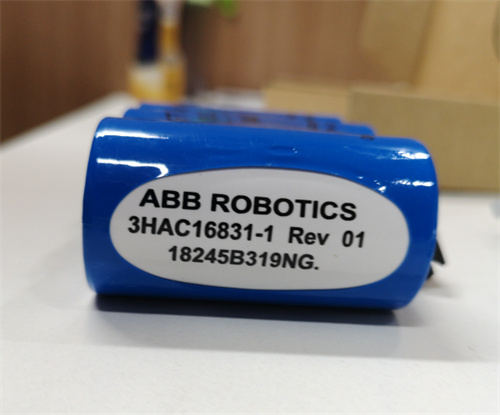 ABB ROBOTICS
3HAC16831-1 Rev 01
18245B319NG.